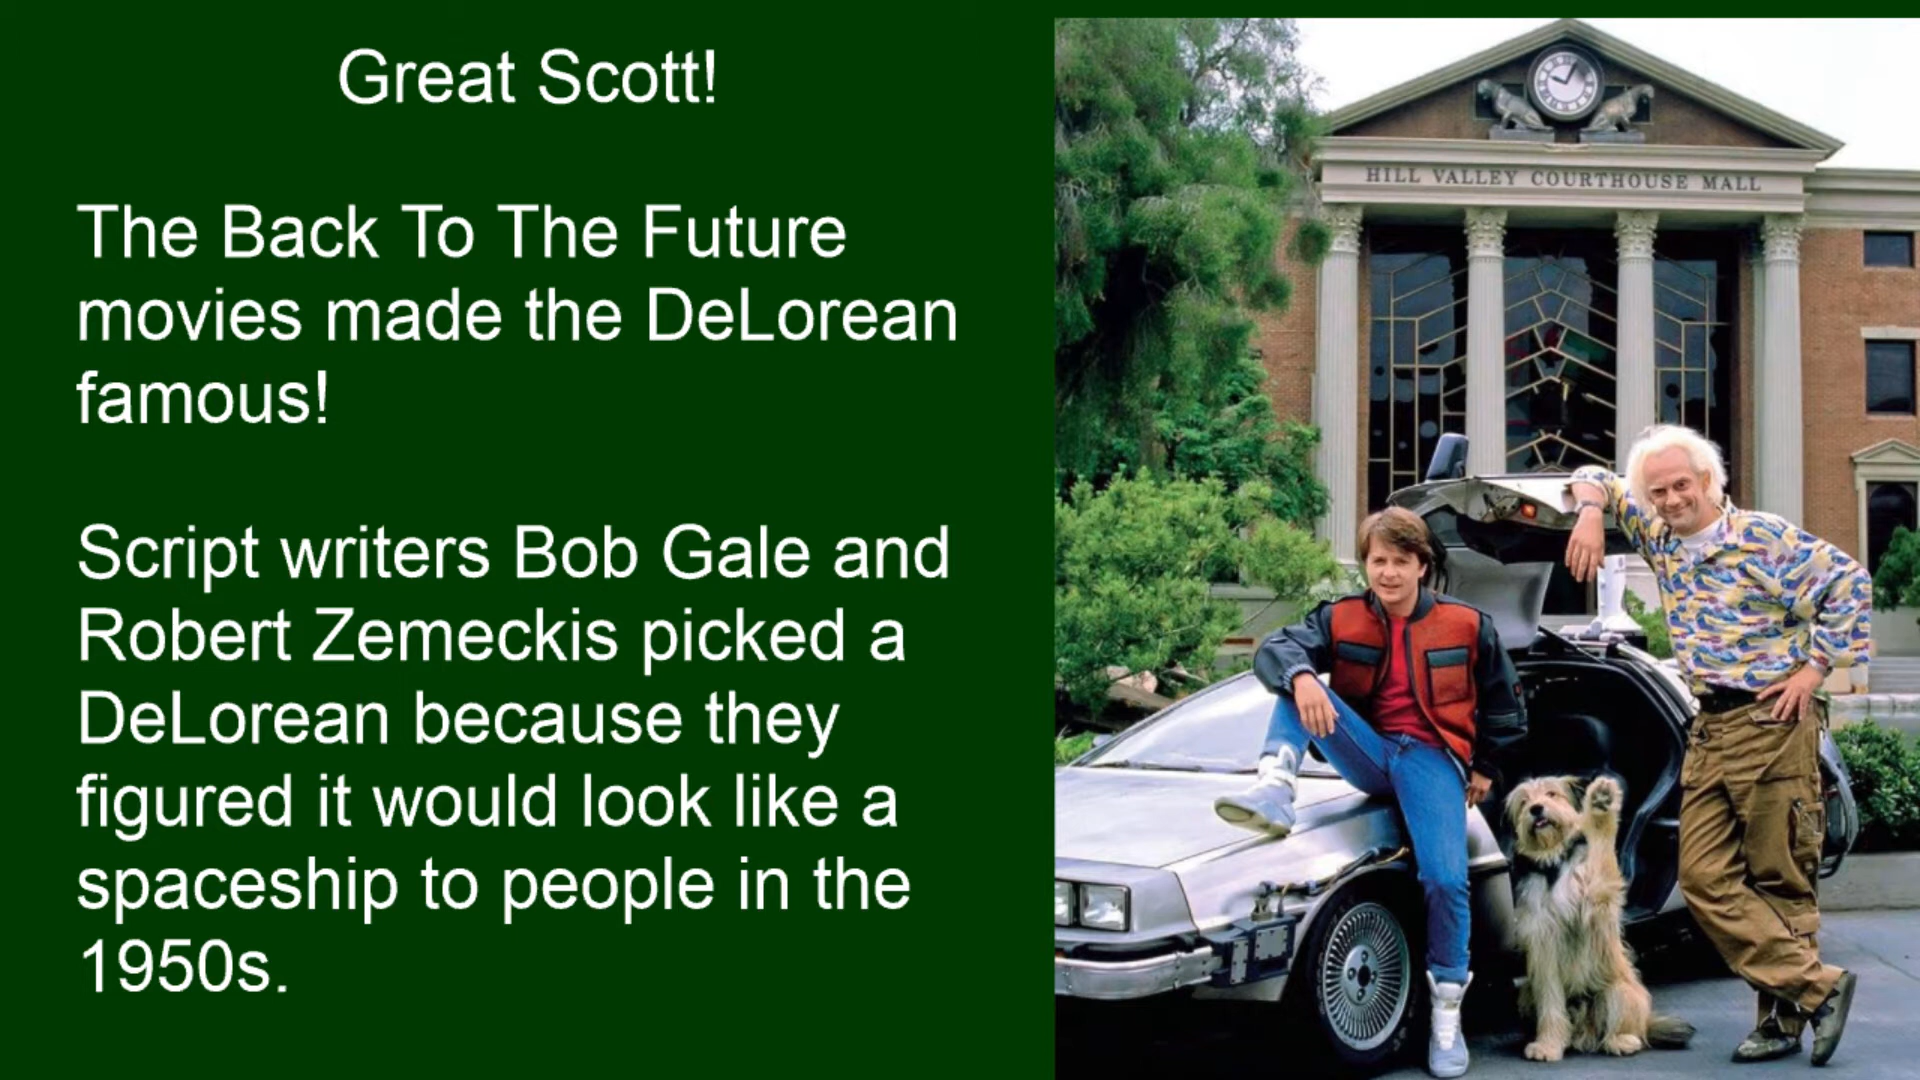 Great Scott!
The Back To The Future
movies made the DeLorean
famous!
Script writers Bob Gale and
Robert Zemeckis picked a
DeLorean because they
figured it would look like a
spaceship to people in the
1950s.
HILL VALLEY COURTHOUSE MALL